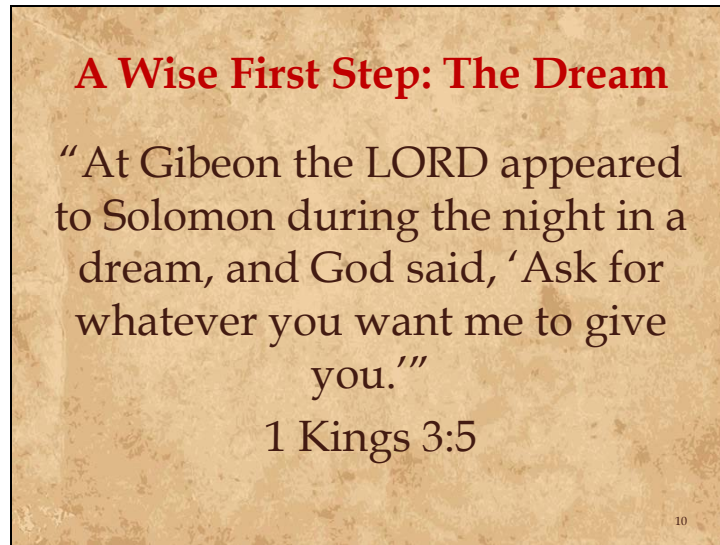 A Wise First Step: The Dream
“At Gibeon the LORD appeared
to Solomon during the night in a
dream, and God said, ‘Ask for
whatever you want me to give
you.’”
1 Kings 3:5
10